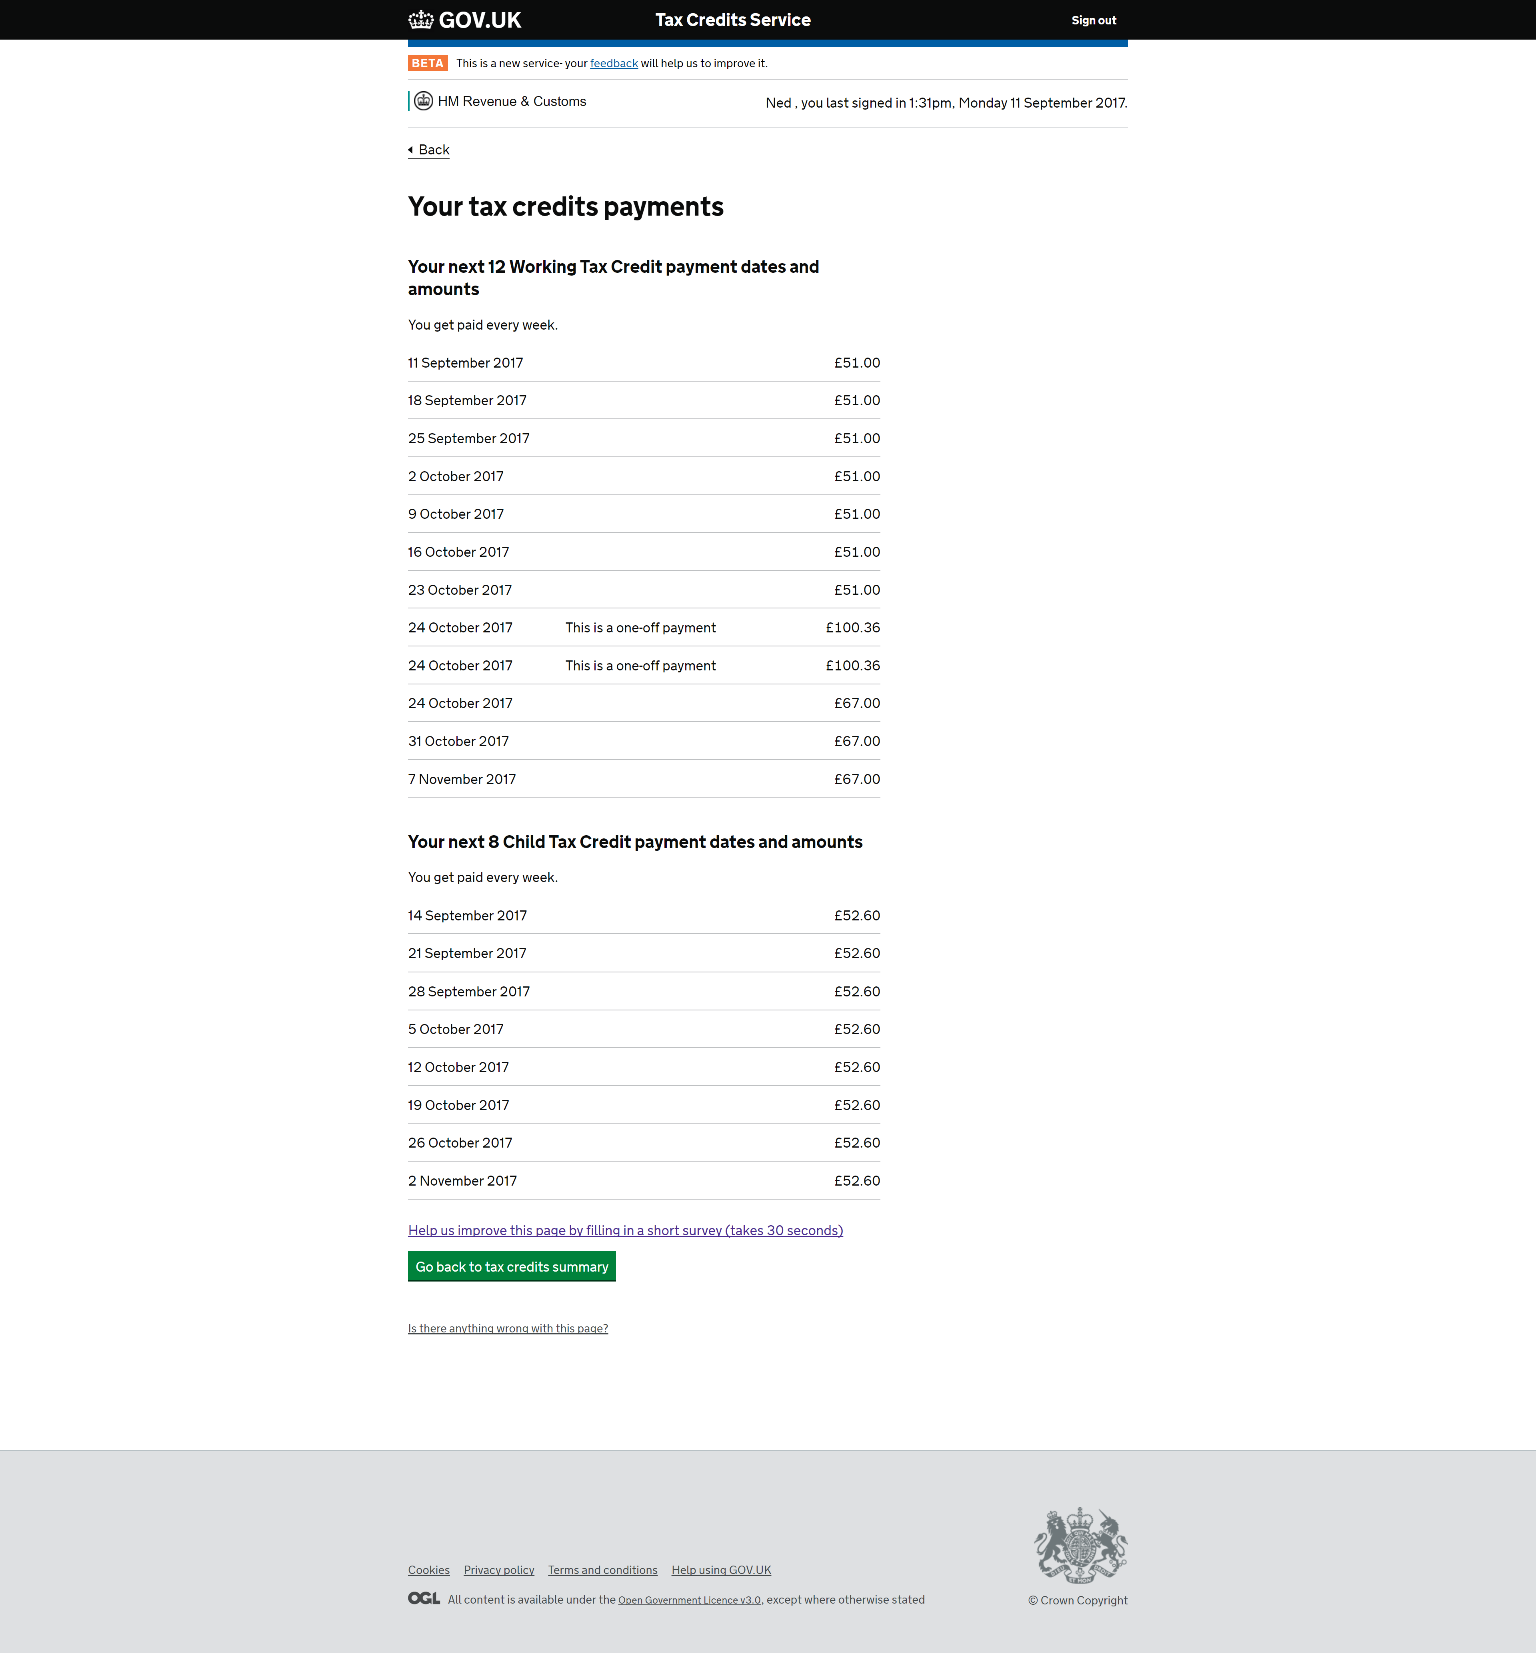 GOV.UK Tax Credits Service Sign out
BETA This is a new service- your feedback will help us to improve it.
HM Revenue & Customs Ned , you last signed in 1:31pm, Monday 11 September 2017.
Back
Your tax credits payments
Your next 12 Working Tax Credit payment dates and
amounts
You get paid every week.
11 September 2017 £51.00
18 September 2017 £51.00
25 September 2017 £51.00
2 October 2017 £51.00
9 October 2017 £51.00
16 October 2017 £51.00
23 October 2017 £51.00
24 October 2017 This is a one-off payment £100.36
24 October 2017 This is a one-off payment £100.36
24 October 2017 £67.00
31 October 2017 £67.00
7 November 2017 £67.00
Your next 8 Child Tax Credit payment dates and amounts
You get paid every week.
14 September 2017 £52.60
21 September 2017 £52.60
28 September 2017 £52.60
5 October 2017 £52.60
12 October 2017 £52.60
19 October 2017 £52.60
26 October 2017 £52.60
2 November 2017 £52.60
Help us improve this page by filling in a short survey (takes 30 seconds)
Go back to tax credits summary
Is there anything wrong with this page?
Cookies Privacy policy Terms and conditions Help using GOV.UK
OGL All content is available under the Open Government Licence v3.0, except where otherwise stated
© Crown Copyright